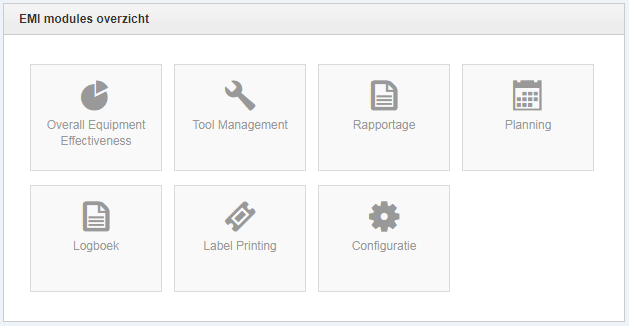 EMI modules overzicht
Overall Equipment
Effectiveness
Tool Management
Rapportage
Planning
Logboek
Label Printing
Configuratie